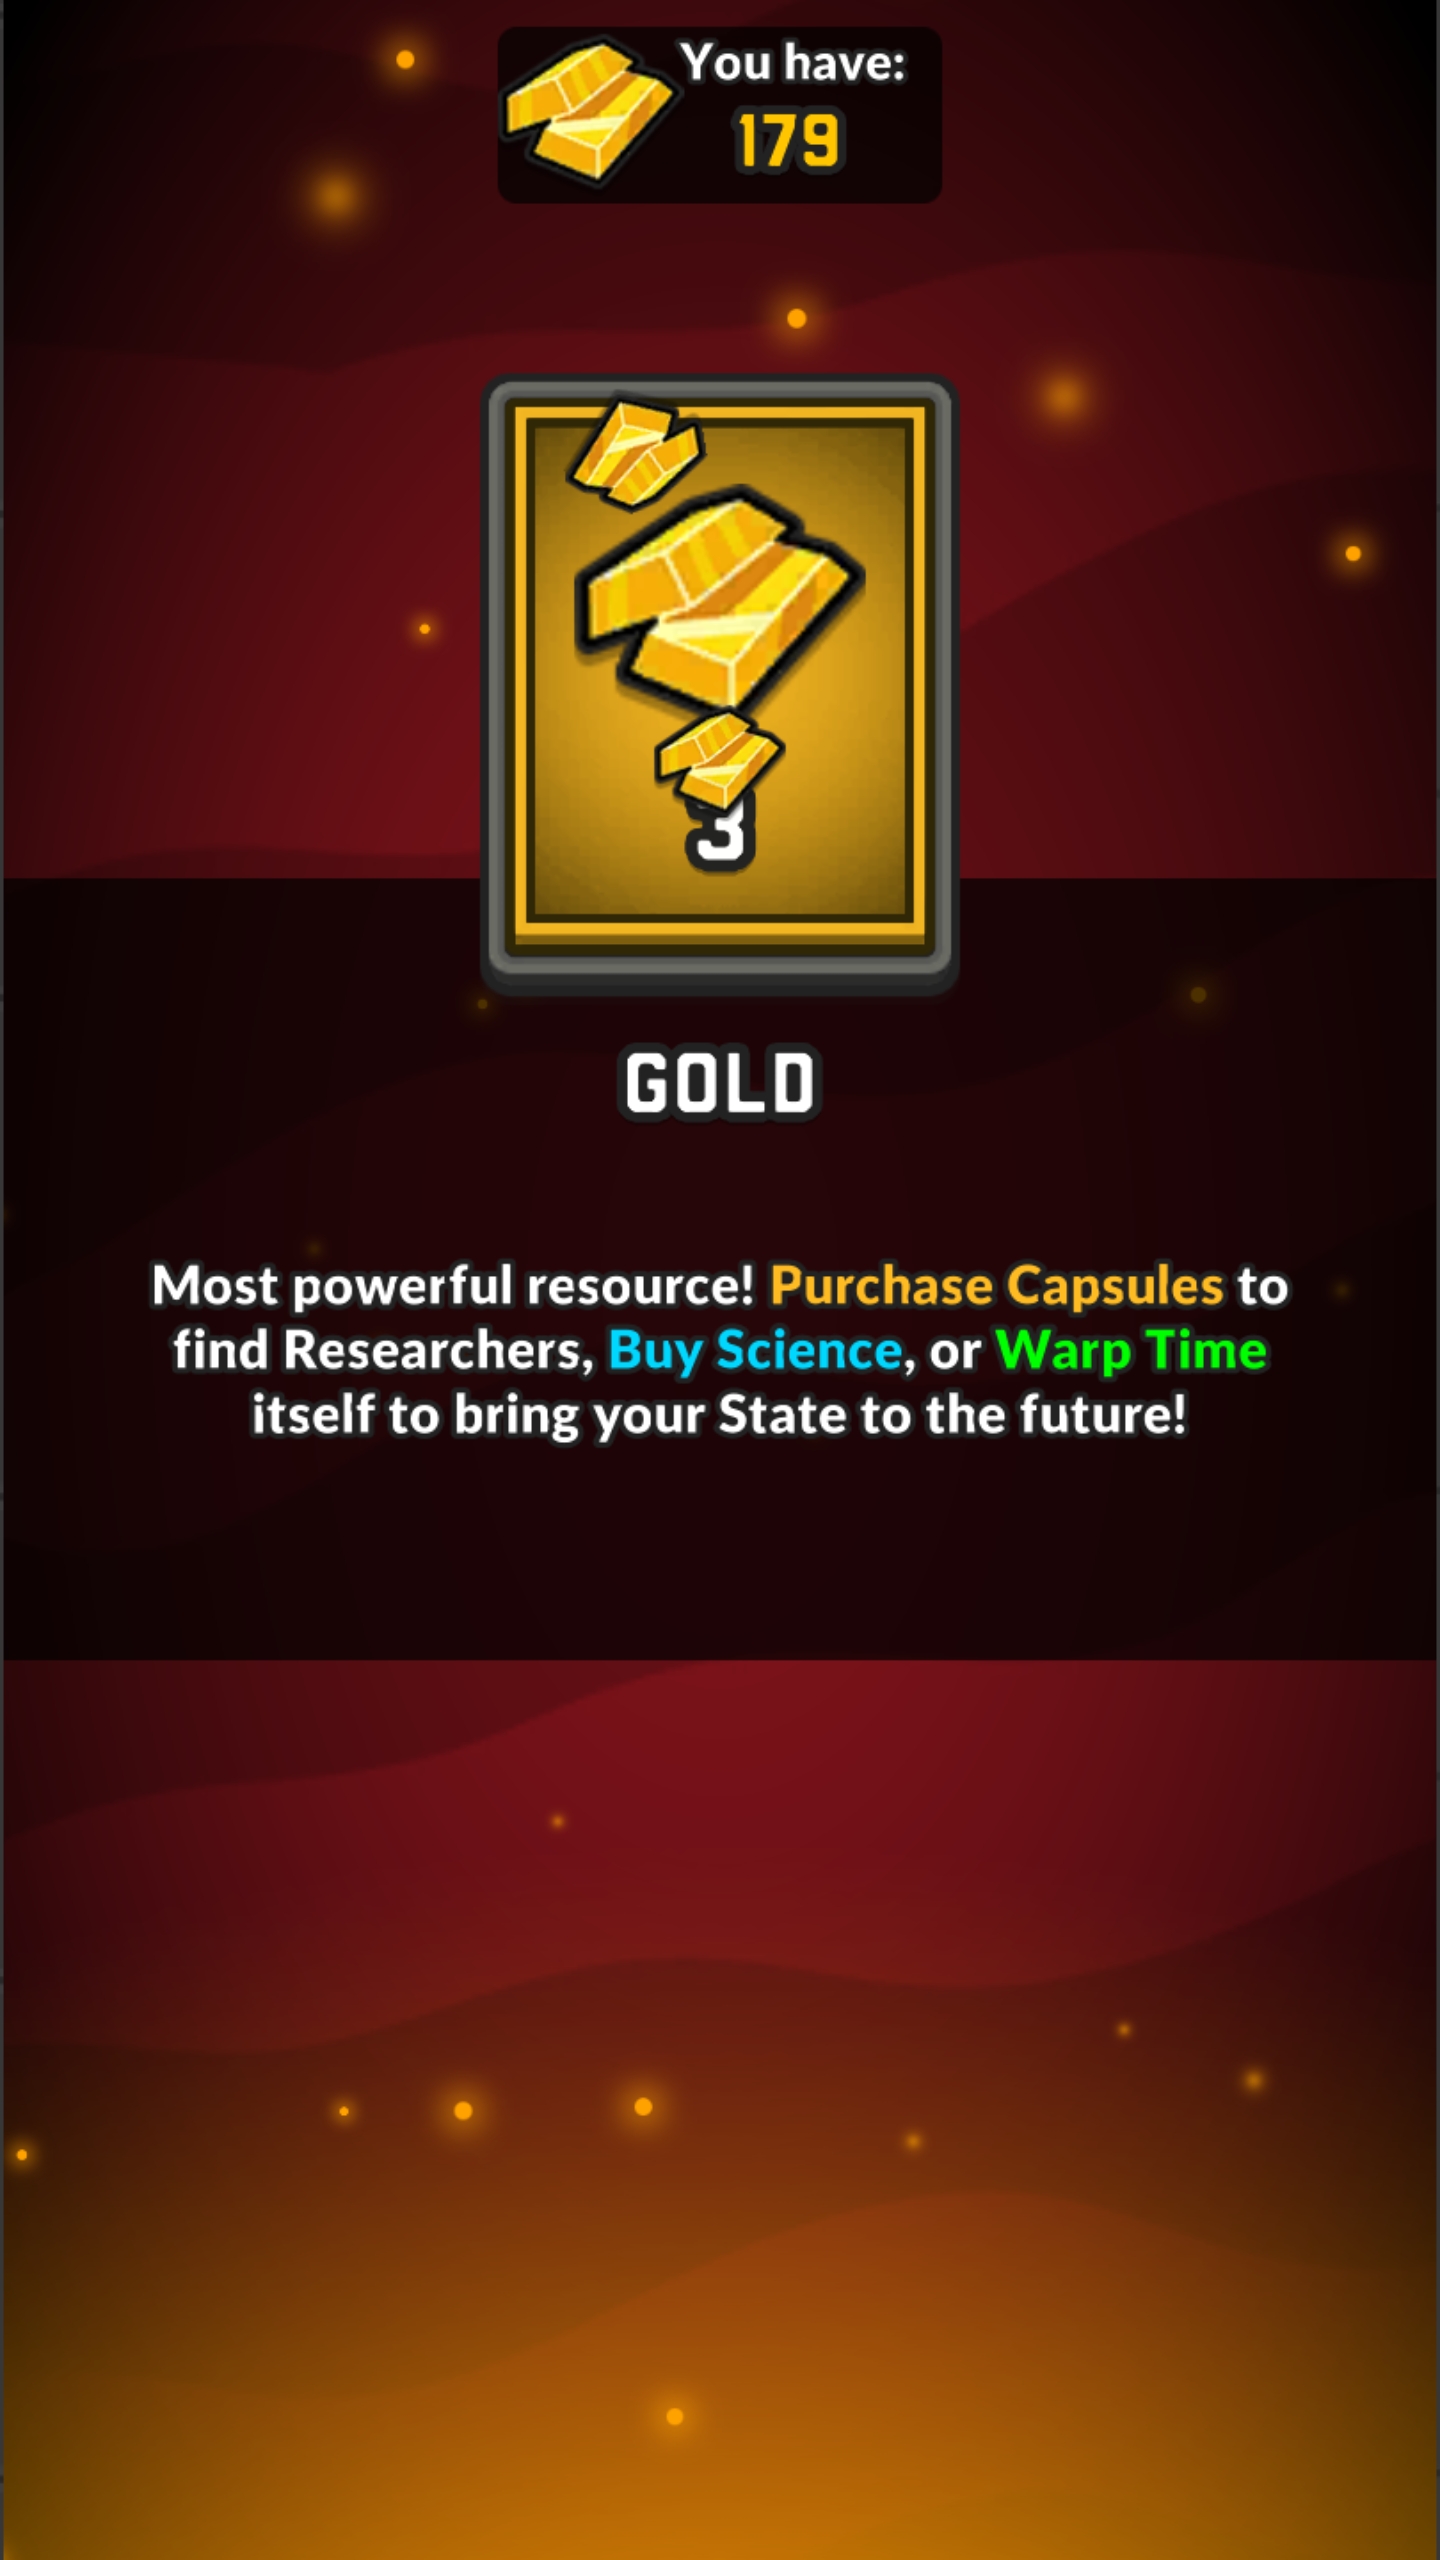 You have:
179
3
GOLD
Most powerful resource! Purchase Capsules to
find Researchers, Buy Science, or Warp Time
itself to bring your State to the future!